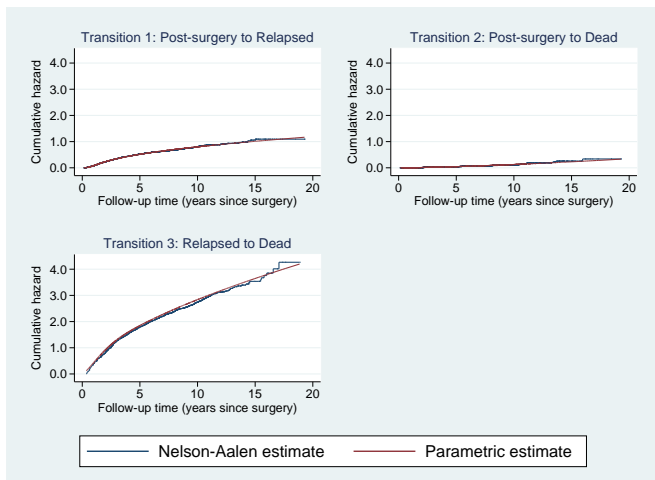 Transition 1: Post-surgery to Relapsed
4.0
3.0
2.0
1.0
0.0
Cumulative hazard
0 5 10 15 20
Follow-up time (years since surgery)
Transition 2: Post-surgery to Dead
4.0
3.0
2.0
1.0
0.0
Cumulative hazard
0 5 10 15 20
Follow-up time (years since surgery)
Transition 3: Relapsed to Dead
4.0
3.0
2.0
1.0
0.0
Cumulative hazard
0 5 10 15 20
Follow-up time (years since surgery)
Nelson-Aalen estimate Parametric estimate